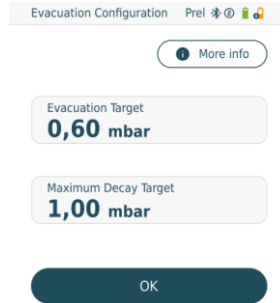 Evacuation Configuration Prel
More info
Evacuation Target
0,60 mbar
Maximum Decay Target
1,00 mbar
OK